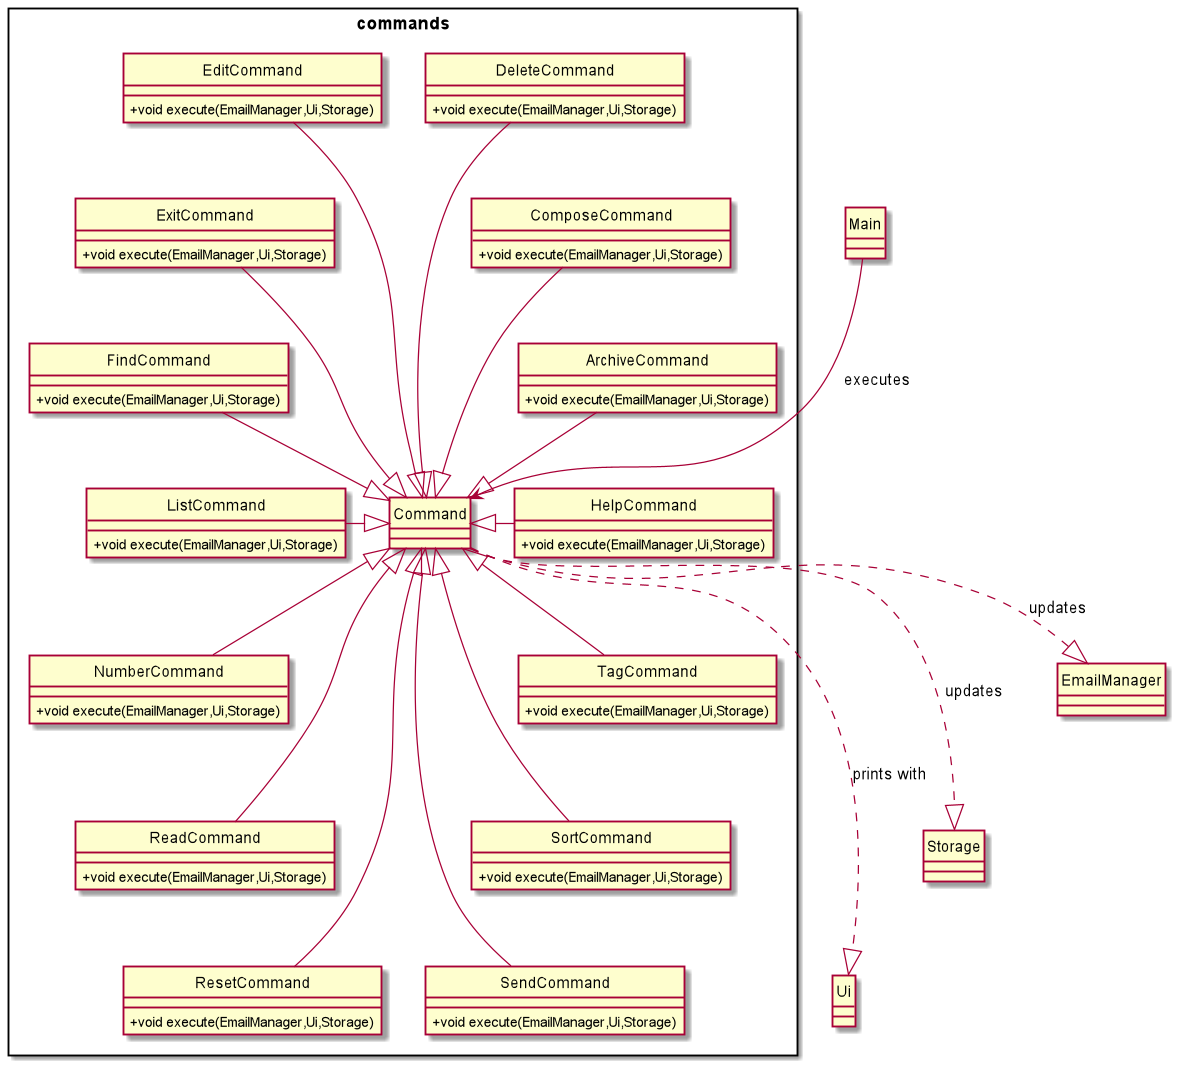 commands
EditCommand
+void execute(EmailManager,Ui,Storage)
DeleteCommand
+void execute(EmailManager,Ui,Storage)
ExitCommand
+void execute(EmailManager,Ui,Storage)
ComposeCommand
+void execute(EmailManager,Ui,Storage)
Main
FindCommand
+void execute(EmailManager,Ui,Storage)
ArchiveCommand
+void execute(EmailManager,Ui,Storage)
executes
ListCommand
+void execute(EmailManager,Ui,Storage)
Command
HelpCommand
+void execute(EmailManager,Ui,Storage)
updates
NumberCommand
+void execute(EmailManager,Ui,Storage)
TagCommand
+void execute(EmailManager,Ui,Storage)
EmailManager
updates
prints with
ReadCommand
+void execute(EmailManager,Ui,Storage)
SortCommand
+void execute(EmailManager,Ui,Storage)
Storage
ResetCommand
+void execute(EmailManager,Ui,Storage)
SendCommand
+void execute(EmailManager,Ui,Storage)
Ui